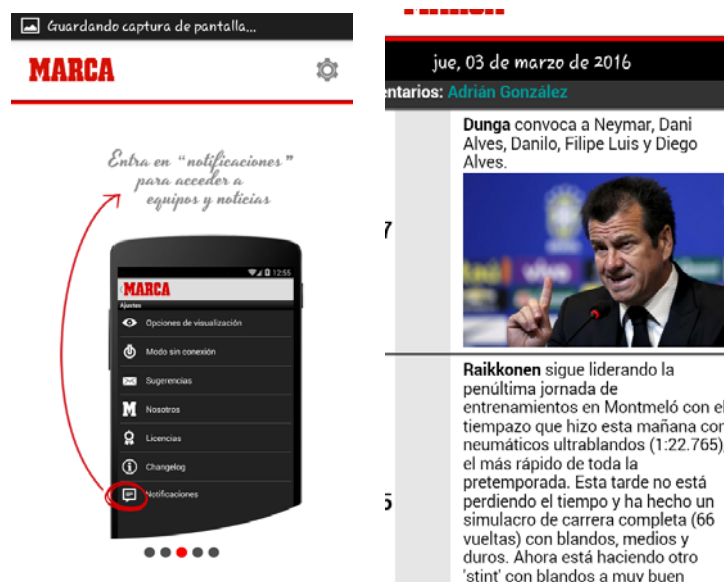 Guardando captura de pantalla...
MARCA
Entra en "notificaciones"
para acceder a
equipos y noticias
12:55
MARCA
Ajustes
Opciones de visualización
Modo sin conexión
Sugerencias
M Nosotros
Licencias
Changelog
Notificaciones
jue, 03 de marzo de 2016
entarios: Adrián González
Dunga convoca a Neymar, Dani
Alves, Danilo, Filipe Luis y Diego
Alves.
7
vivo
Raikkonen sigue liderando la
penúltima jornada de
entrenamientos en Montmeló con el
tiempazo que hizo esta mañana con
neumáticos ultrablandos (1:22.765),
el más rápido de toda la
pretemporada. Esta tarde no está
5
perdiendo el tiempo y ha hecho un
simulacro de carrera completa (66
vueltas) con blandos, medios y
duros. Ahora está haciendo otro
'stint' con blandos a muy buen